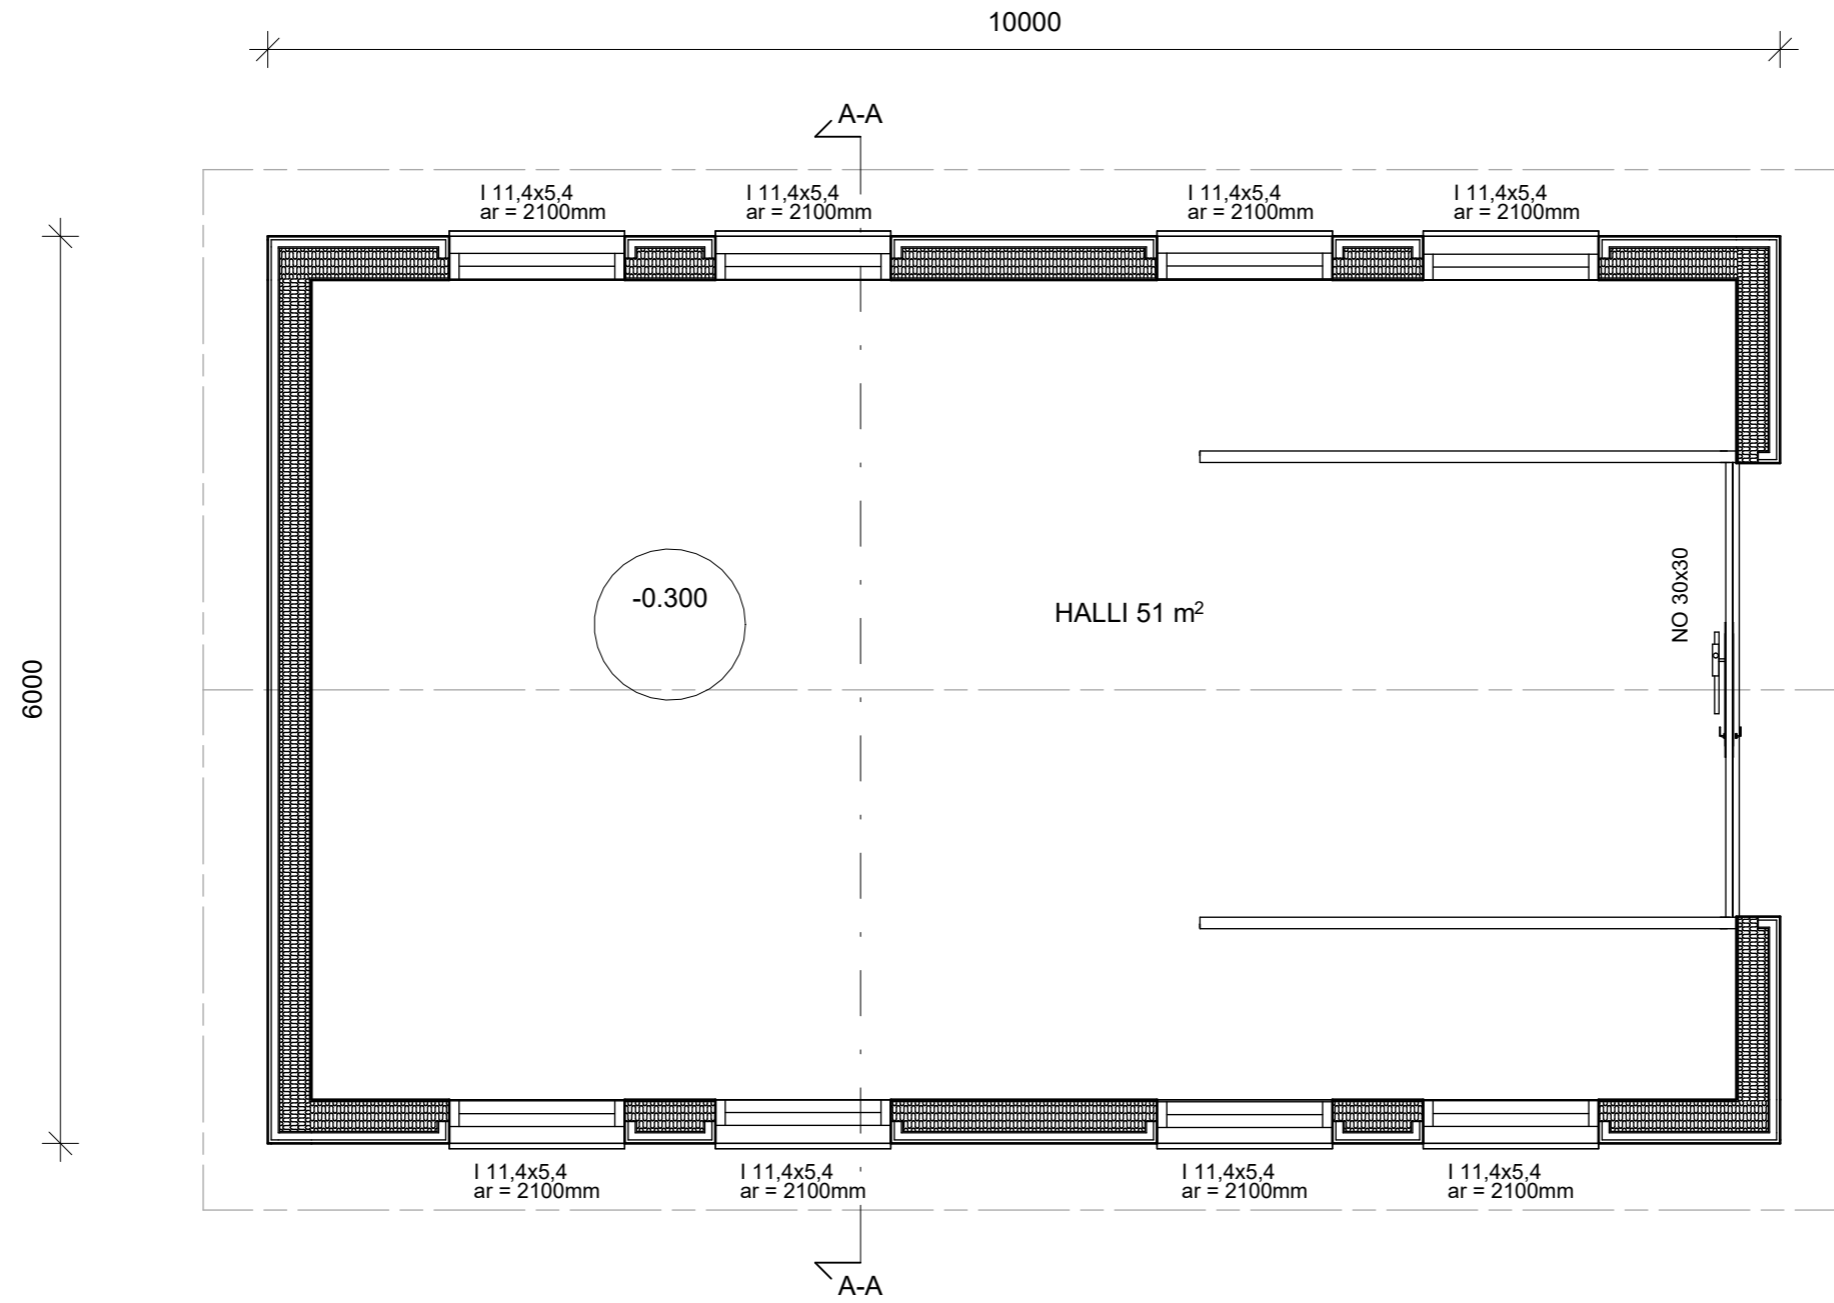 10000
A-A
I 11,4x5,4
ar = 2100mm
I 11,4x5,4
ar = 2100mm
I 11,4x5,4
ar = 2100mm
I 11,4x5,4
ar = 2100mm
6000
-0.300
HALLI 51 m²
NO 30x30
I 11,4x5,4
ar = 2100mm
I 11,4x5,4
ar = 2100mm
I 11,4x5,4
ar = 2100mm
I 11,4x5,4
ar = 2100mm
A-A